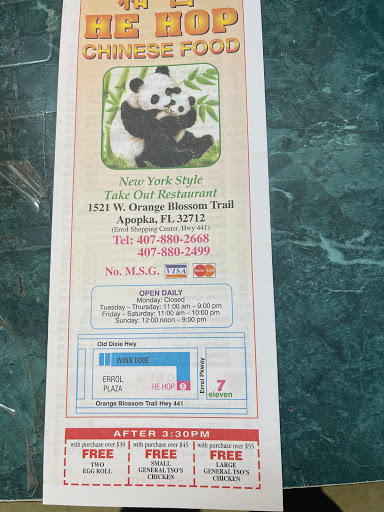 HE HOP
CHINESE FOOD
New York Style
Take Out Restaurant
1521 W. Orange Blossom Trail
Apopka, FL 32712
(Errol Shopping Center, Hwy 441)
Tel: 407-880-2668
407-880-2499
No. M.S.G. VISA MasterCard
OPEN DAILY
Monday: Closed
Tuesday – Thursday: 11:00 am – 9:00 pm
Friday – Saturday: 11:00 am – 10:00 pm
Sunday: 12:00 noon – 9:00 pm
Old Dixie Hwy
WINN DIXIE
ERROL
PLAZA
HE HOP
Errol Pkway
7
eleven
Orange Blossom Trail Hwy 441
AFTER 3:30PM
with purchase over $30
FREE
TWO
EGG ROLL
with purchase over $45
FREE
SMALL
GENERAL TSO'S
CHICKEN
with purchase over $55
FREE
LARGE
GENERAL TSO'S
CHICKEN